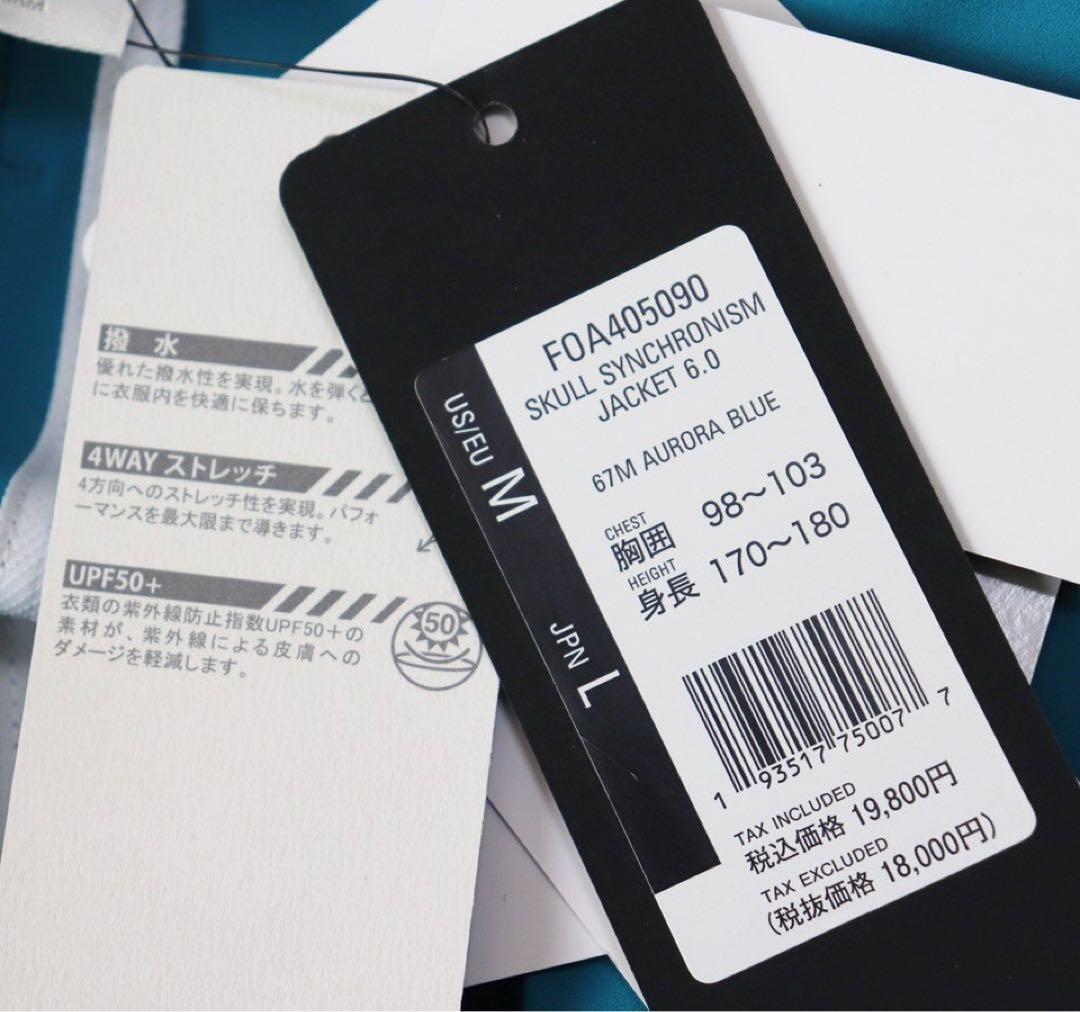 撥 水
優れた撥水性を実現。水を弾くと
に衣服内を快適に保ちます。
4WAY ストレッチ
4方向へのストレッチ性を実現。パフォ
ーマンスを最大限まで導きます。
UPF50+
衣類の紫外線防止指数UPF50+の
素材が、紫外線による皮膚への
ダメージを軽減します。
50
FOA405090
SKULL SYNCHRONISM
JACKET 6.0
67M AURORA BLUE
US/EU M
JPN L
CHEST
胸囲 98〜103
HEIGHT
身長 170〜180
1 93517 75007 7
TAX INCLUDED
税込価格 19,800円
TAX EXCLUDED
(税抜価格 18,000円)